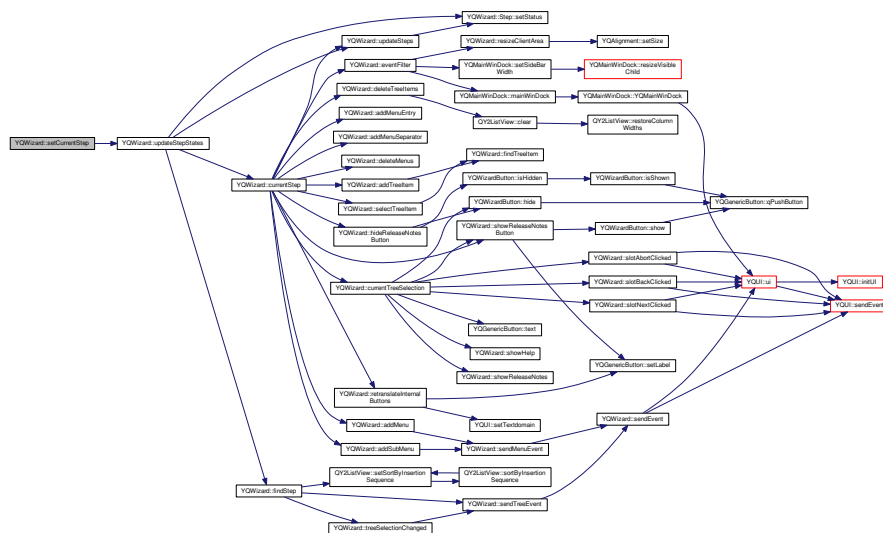 YQWizard::setCurrentStep
YQWizard::updateStepStates
YQWizard::currentStep
YQWizard::findStep
YQWizard::updateSteps
YQWizard::eventFilter
YQWizard::deleteTreeItems
YQWizard::addMenuEntry
YQWizard::addMenuSeparator
YQWizard::deleteMenus
YQWizard::addTreeItem
YQWizard::selectTreeItem
YQWizard::hideReleaseNotes
Button
YQWizard::currentTreeSelection
YQWizard::retranslateInternal
Buttons
YQWizard::addMenu
YQWizard::addSubMenu
QY2ListView::setSortByInsertion
Sequence
YQWizard::treeSelectionChanged
YQWizard::Step::setStatus
YQWizard::resizeClientArea
YQMainWinDock::setSideBar
Width
YQMainWinDock::mainWinDock
QY2ListView::clear
YQWizard::findTreeItem
YQWizardButton::isHidden
YQWizardButton::hide
YQWizard::showReleaseNotes
Button
YQGenericButton::text
YQWizard::showHelp
YQWizard::showReleaseNotes
YQUI::setTextdomain
YQWizard::sendMenuEvent
QY2ListView::sortByInsertion
Sequence
YQWizard::sendTreeEvent
YQAlignment::setSize
YQMainWinDock::resizeVisible
Child
YQMainWinDock::YQMainWinDock
QY2ListView::restoreColumn
Widths
YQWizardButton::isShown
YQWizardButton::show
YQWizard::slotAbortClicked
YQWizard::slotBackClicked
YQWizard::slotNextClicked
YQGenericButton::setLabel
YQWizard::sendEvent
YQGenericButton::qPushButton
YQUI::ui
YQUI::initUI
YQUI::sendEvent